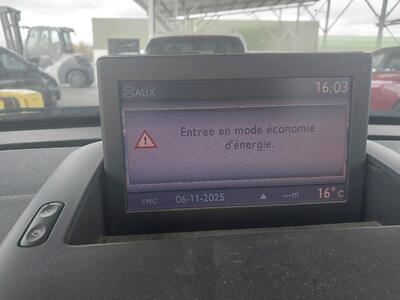 AUX 16:03
Entrée en mode économie
d'énergie.
TMC 06-11-2025 ---m 16°C